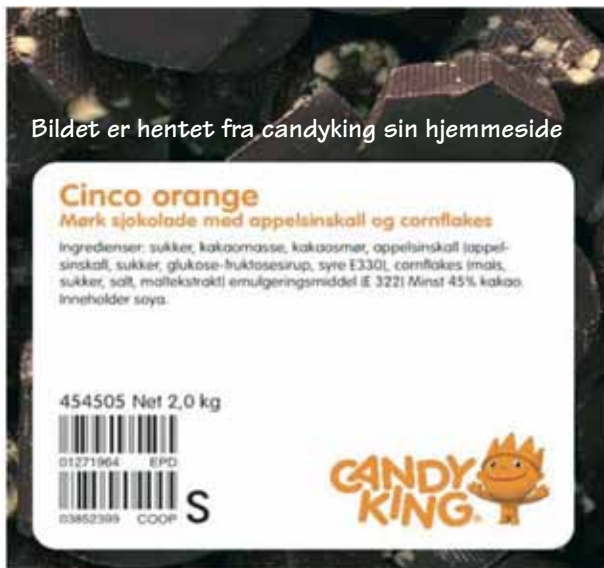 Bildet er hentet fra candyking sin hjemmeside
Cinco orange
Mørk sjokolade med appelsinskall og cornflakes
Ingredienser: sukker, kakaomasse, kakaosmør, appelsinskall (appel-
sinskall, sukker, glukose-fruktosesirup, syre E330), cornflakes (mais,
sukker, salt, maltekstrakt) emulgeringsmiddel (E 322) Minst 45% kakao.
Inneholder soya.
454505 Net 2,0 kg
01271964 EPD
03852399 COOP S
CANDY
KING